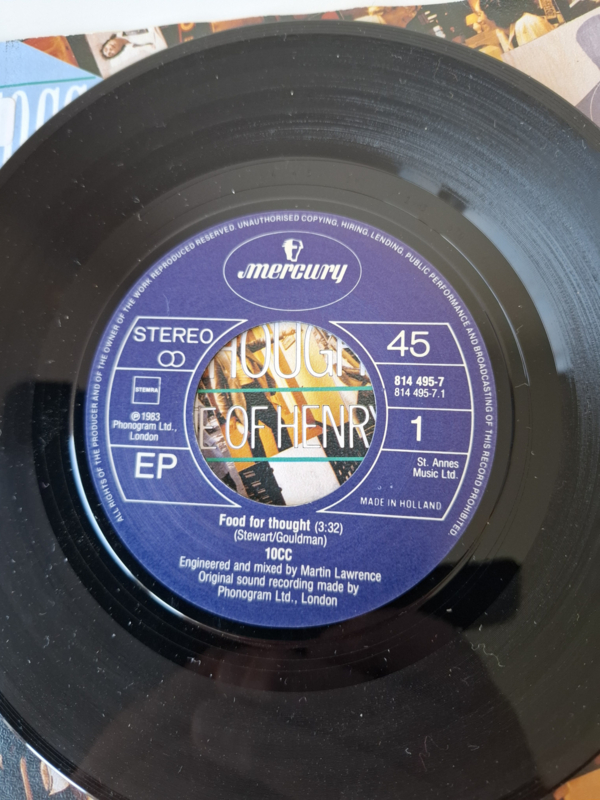 ALL RIGHTS OF THE PRODUCER AND OF THE OWNER OF THE WORK REPRODUCED RESERVED. UNAUTHORISED COPYING, HIRING, LENDING, PUBLIC PERFORMANCE AND BROADCASTING OF THIS RECORD PROHIBITED.
mercury
STEREO
STEMRA
℗ 1983
Phonogram Ltd.,
London
EP
45
814 495-7
814 495-7.1
1
St. Annes
Music Ltd.
MADE IN HOLLAND
OF HENRY
Food for thought (3:32)
(Stewart/Gouldman)
10CC
Engineered and mixed by Martin Lawrence
Original sound recording made by
Phonogram Ltd., London